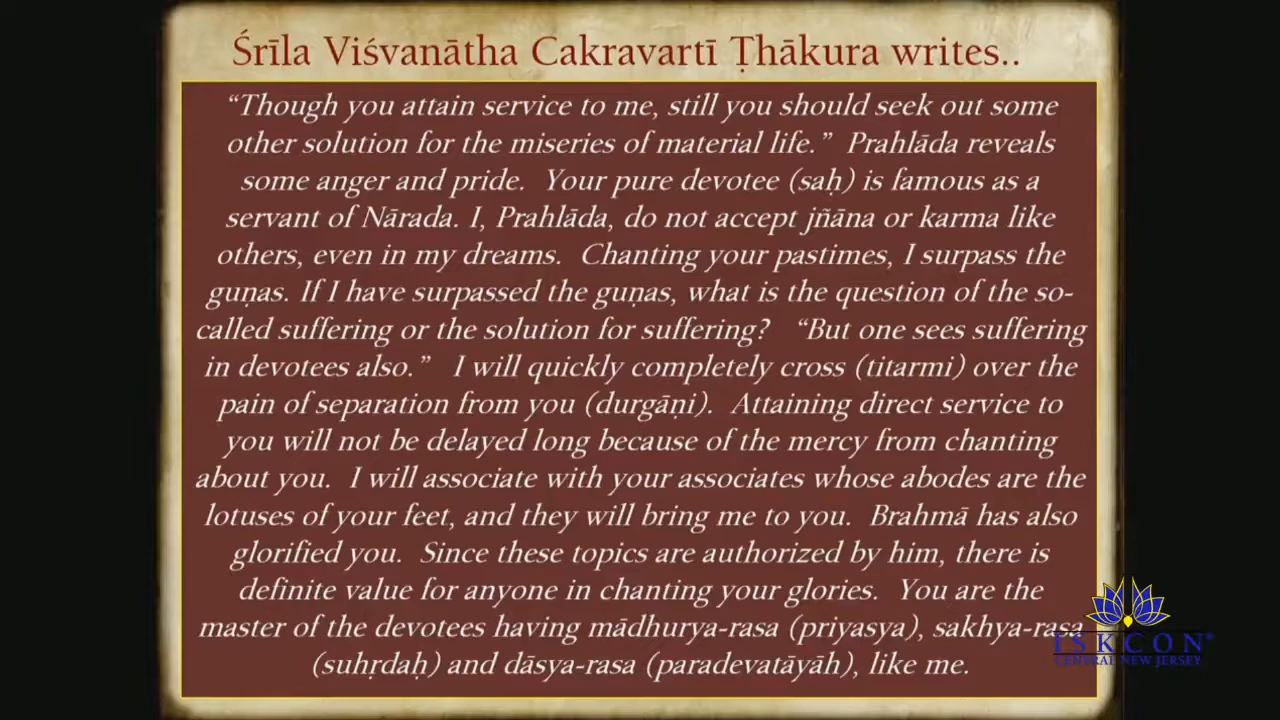 Śrīla Viśvanātha Cakravartī Ṭhākura writes..
“Though you attain service to me, still you should seek out some
other solution for the miseries of material life.”  Prahlāda reveals
some anger and pride.  Your pure devotee (saḥ) is famous as a
servant of Nārada. I, Prahlāda, do not accept jñāna or karma like
others, even in my dreams.  Chanting your pastimes, I surpass the
guṇas. If I have surpassed the guṇas, what is the question of the so-
called suffering or the solution for suffering?   “But one sees suffering
in devotees also.”   I will quickly completely cross (titarmi) over the
pain of separation from you (durgāṇi).  Attaining direct service to
you will not be delayed long because of the mercy from chanting
about you.  I will associate with your associates whose abodes are the
lotuses of your feet, and they will bring me to you.  Brahmā has also
glorified you.  Since these topics are authorized by him, there is
definite value for anyone in chanting your glories.  You are the
master of the devotees having mādhurya-rasa (priyasya), sakhya-rasa
(suhṛdaḥ) and dāsya-rasa (paradevatāyāh), like me.
ISKCON®
CENTRAL NEW JERSEY